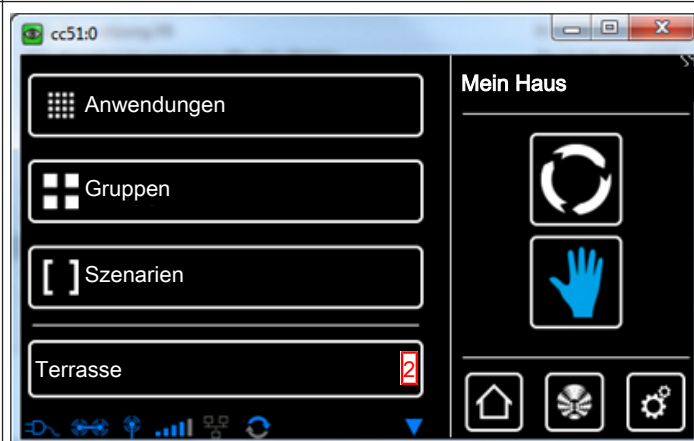 cc51:0
Mein Haus
Anwendungen
Gruppen
[ ] Szenarien
Terrasse 2